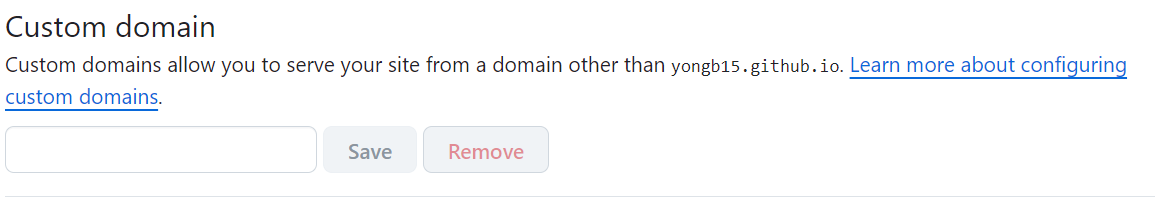 Custom domain
Custom domains allow you to serve your site from a domain other than yongb15.github.io. Learn more about configuring
custom domains.
Save Remove